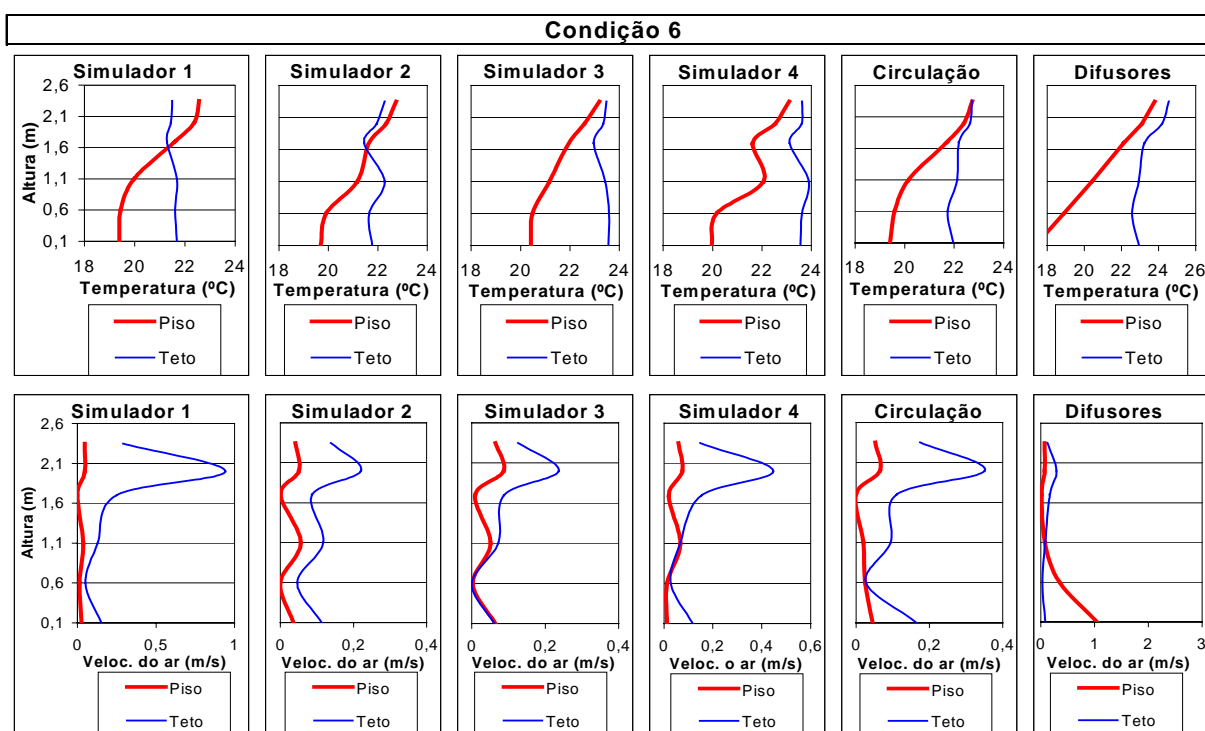 Condição 6
Simulador 1
Simulador 2
Simulador 3
Simulador 4
Circulação
Difusores
2,6
2,1
1,6
1,1
0,6
0,1
Altura (m)
18 20 22 24
18 20 22 24
18 20 22 24
18 20 22 24
18 20 22 24
18 20 22 24 26
Temperatura (ºC)
Temperatura (ºC)
Temperatura (ºC)
Temperatura (ºC)
Temperatura (ºC)
Temperatura (ºC)
Piso
Piso
Piso
Piso
Piso
Piso
Teto
Teto
Teto
Teto
Teto
Teto
Simulador 1
Simulador 2
Simulador 3
Simulador 4
Circulação
Difusores
2,6
2,1
1,6
1,1
0,6
0,1
Altura (m)
0 0,5 1
0 0,2 0,4
0 0,2 0,4
0 0,2 0,4 0,6
0 0,2 0,4
0 1 2 3
Veloc. do ar (m/s)
Veloc. do ar (m/s)
Veloc. do ar (m/s)
Veloc. o ar (m/s)
Veloc. do ar (m/s)
Veloc. do ar (m/s)
Piso
Piso
Piso
Piso
Piso
Piso
Teto
Teto
Teto
Teto
Teto
Teto